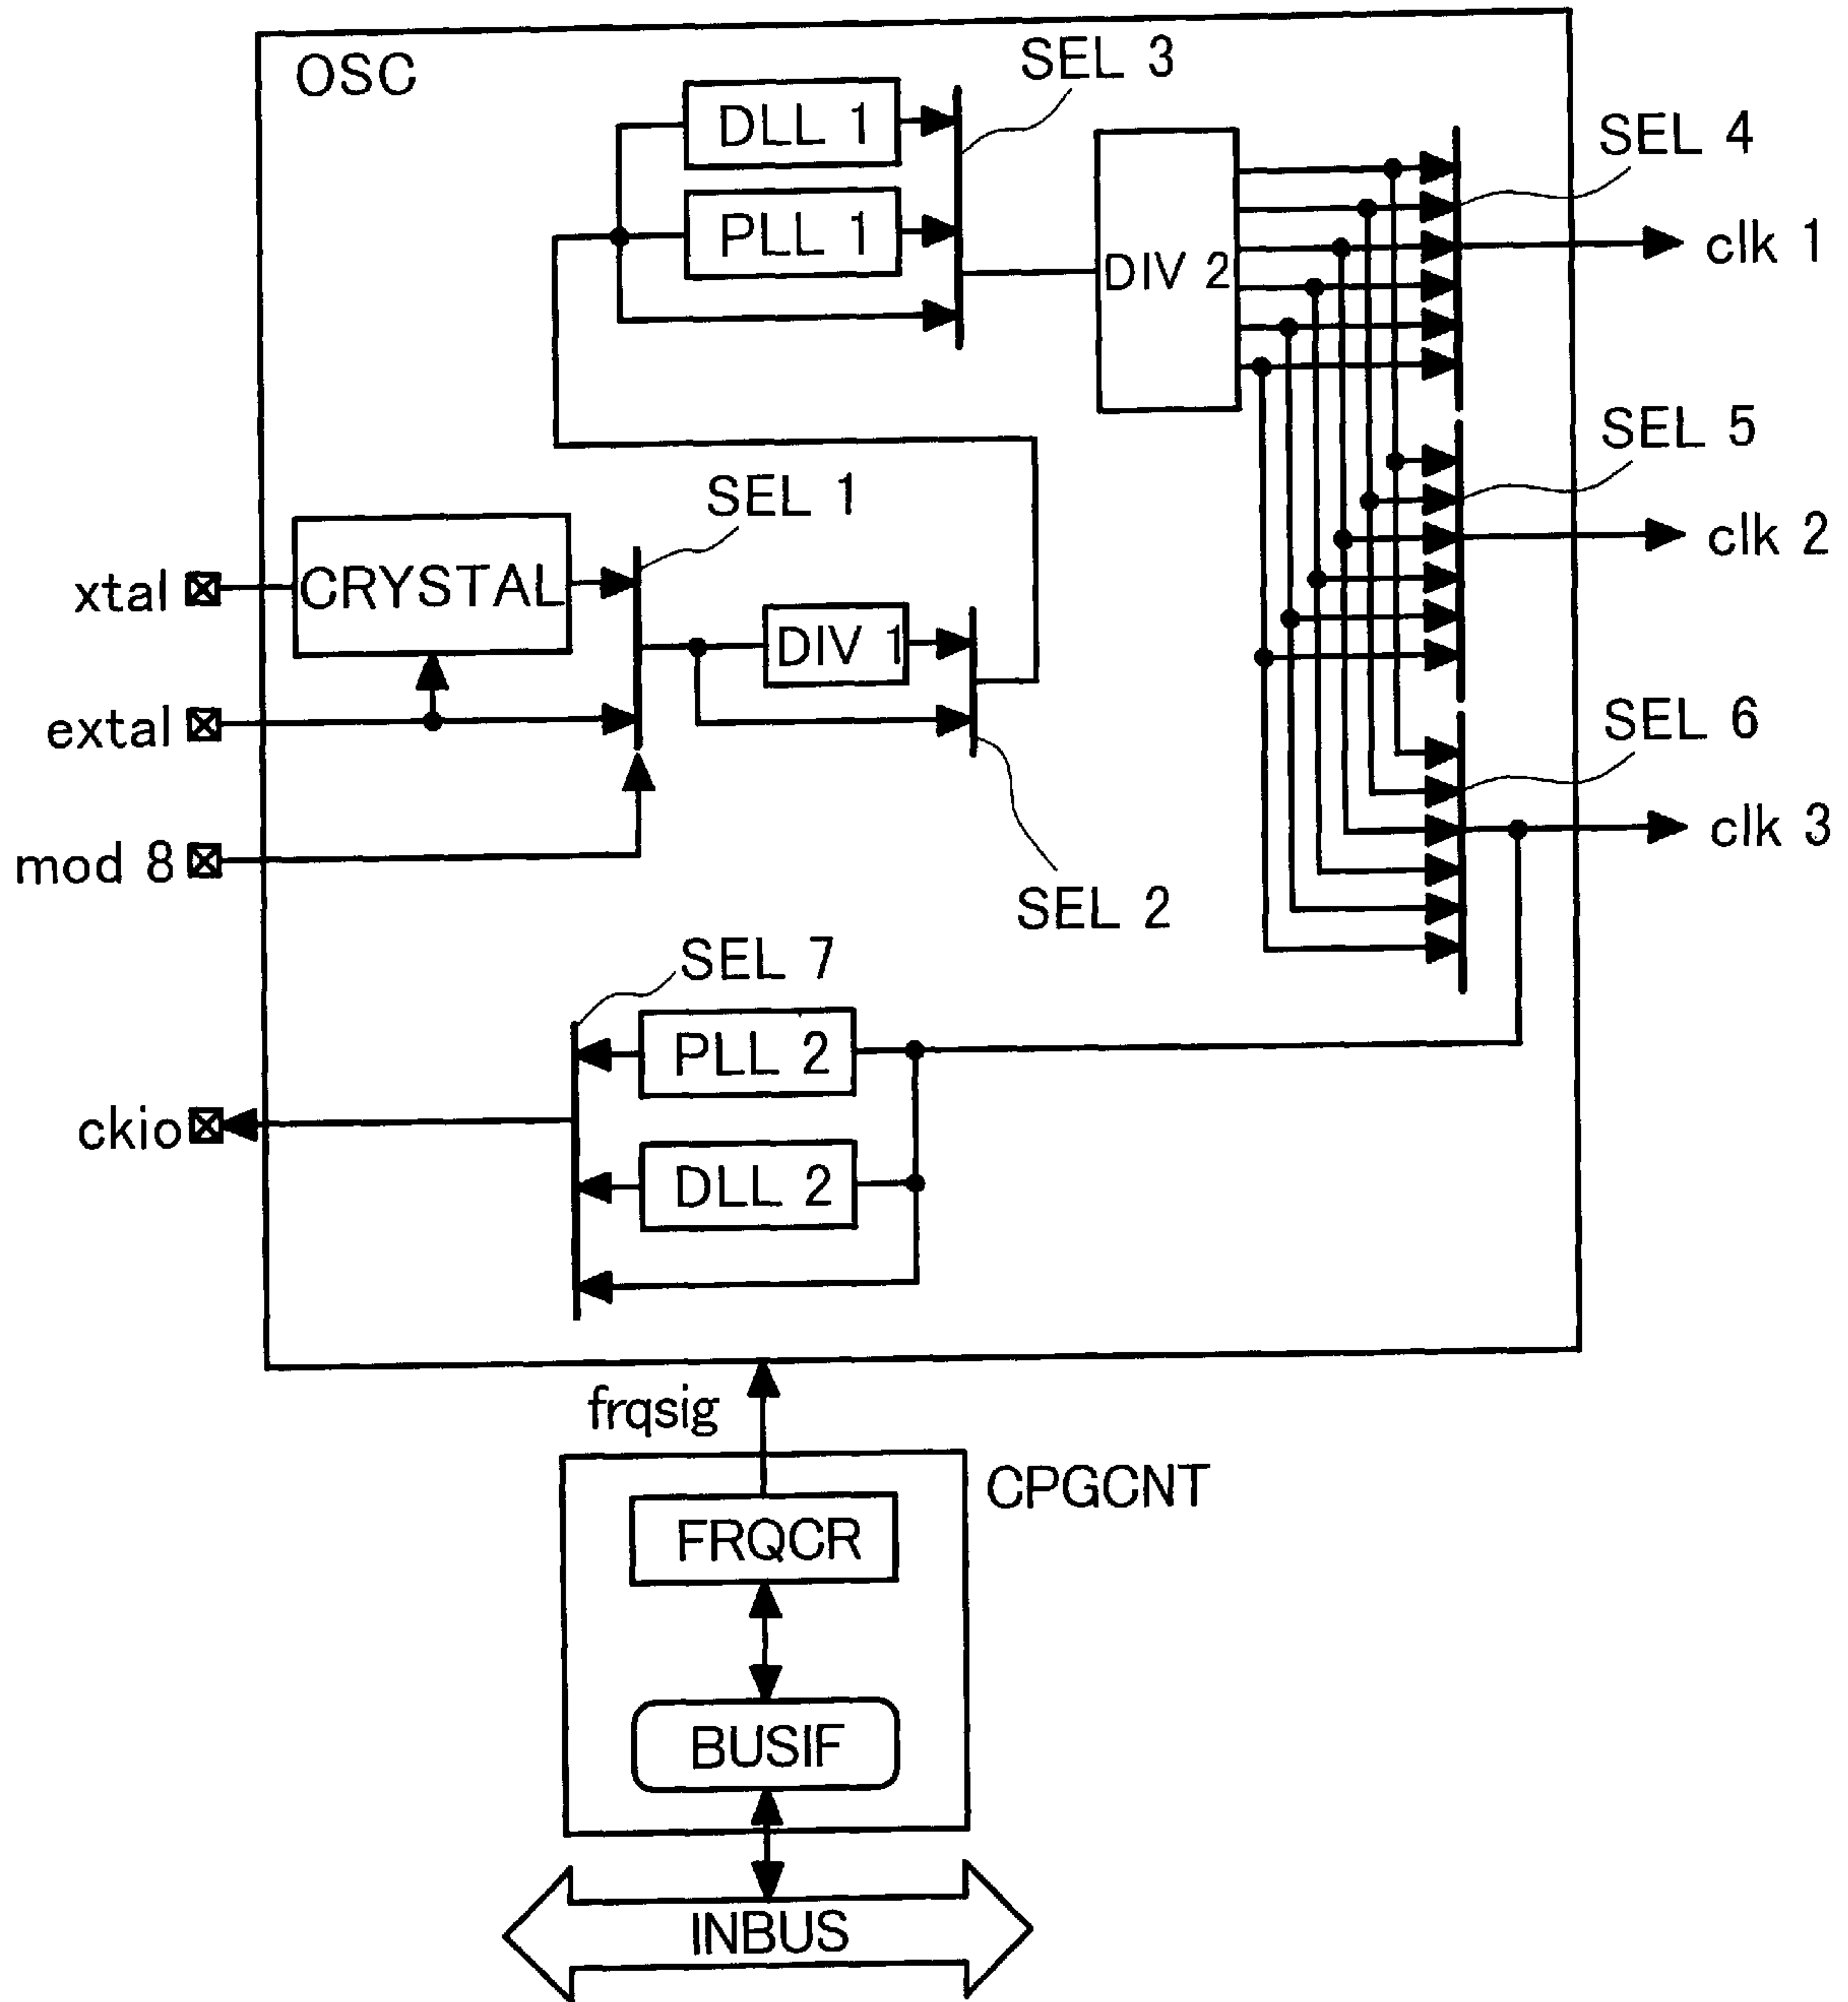 OSC
SEL 3
DLL 1
SEL 4
PLL 1
clk 1
DIV 2
SEL 5
SEL 1
clk 2
xtal
CRYSTAL
DIV 1
extal
SEL 6
clk 3
mod 8
SEL 2
SEL 7
PLL 2
ckio
DLL 2
frqsig
CPGCNT
FRQCR
BUSIF
INBUS